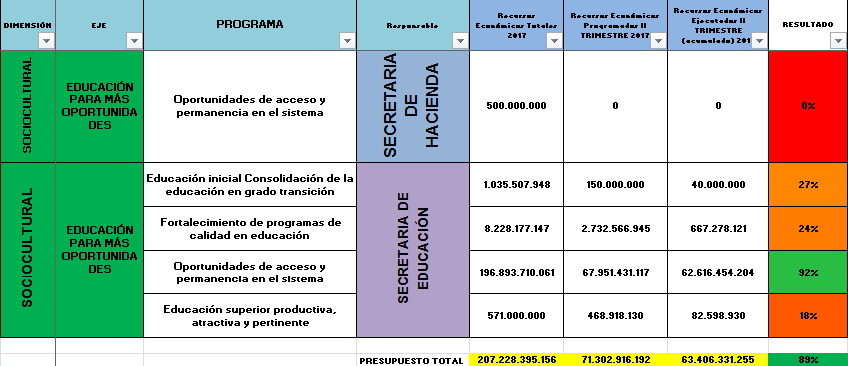 DIMENSIÓN
EJE
PROGRAMA
Responsable
Recursos
Económicos Totales
2017
Recursos Económicos
Programados II
TRIMESTRE 2017
Recursos Económicos
Ejecutados II
TRIMESTRE
(acumulado) 201
RESULTADO
SOCIOCULTURAL
EDUCACIÓN
PARA MÁS
OPORTUNIDA
DES
Oportunidades de acceso y
permanencia en el sistema
SECRETARIA
DE
HACIENDA
500.000.000
0
0
0%
SOCIOCULTURAL
EDUCACIÓN
PARA MÁS
OPORTUNIDA
DES
Educación inicial Consolidación de la
educación en grado transición
SECRETARIA DE
EDUCACIÓN
1.035.507.948
150.000.000
40.000.000
27%
Fortalecimiento de programas de
calidad en educación
8.228.177.147
2.732.566.945
667.278.121
24%
Oportunidades de acceso y
permanencia en el sistema
196.893.710.061
67.951.431.117
62.616.454.204
92%
Educación superior productiva,
atractiva y pertinente
571.000.000
468.918.130
82.598.930
18%
PRESUPUESTO TOTAL
207.228.395.156
71.302.916.192
63.406.331.255
89%